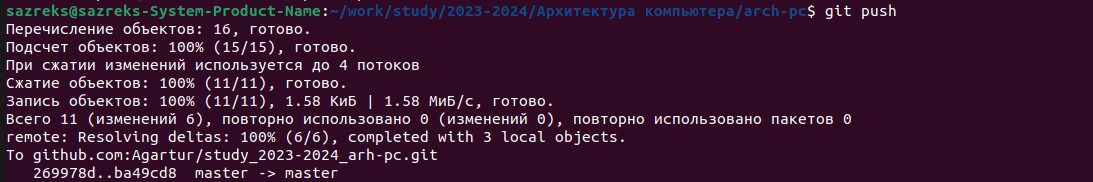 sazreks@sazreks-System-Product-Name:~/work/study/2023-2024/Архитектура компьютера/arch-pc$ git push
Перечисление объектов: 16, готово.
Подсчет объектов: 100% (15/15), готово.
При сжатии изменений используется до 4 потоков
Сжатие объектов: 100% (11/11), готово.
Запись объектов: 100% (11/11), 1.58 КиБ | 1.58 МиБ/с, готово.
Всего 11 (изменений 6), повторно использовано 0 (изменений 0), повторно использовано пакетов 0
remote: Resolving deltas: 100% (6/6), completed with 3 local objects.
To github.com:Agartur/study_2023-2024_arh-pc.git
   269978d..ba49cd8  master -> master